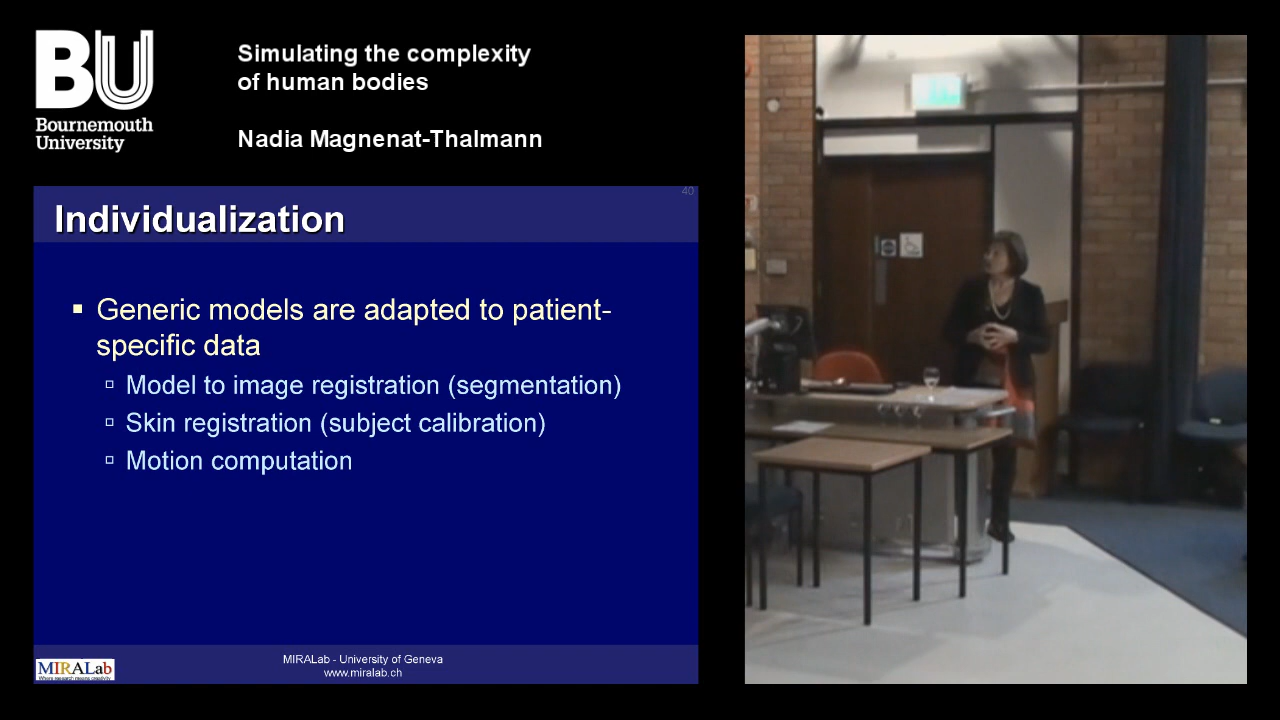 BU
Bournemouth
University
Simulating the complexity
of human bodies
Nadia Magnenat-Thalmann
40
Individualization
Generic models are adapted to patient-
specific data
Model to image registration (segmentation)
Skin registration (subject calibration)
Motion computation
MIRALab
MIRALab - University of Geneva
www.miralab.ch